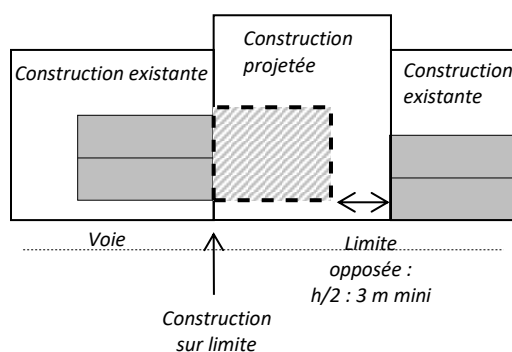 Construction existante
Construction
projetée
Construction
existante
Voie
Limite
opposée :
h/2 : 3 m mini
Construction
sur limite